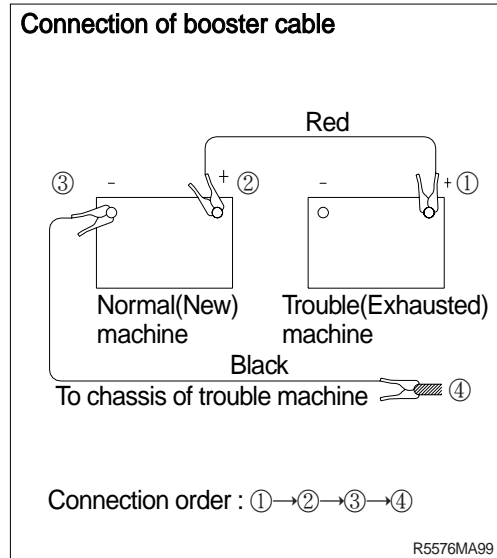 Connection of booster cable
Red
③ - + ② - + ①
Normal(New) Trouble(Exhausted)
machine machine
Black
To chassis of trouble machine ④
Connection order : ①→②→③→④
R5576MA99